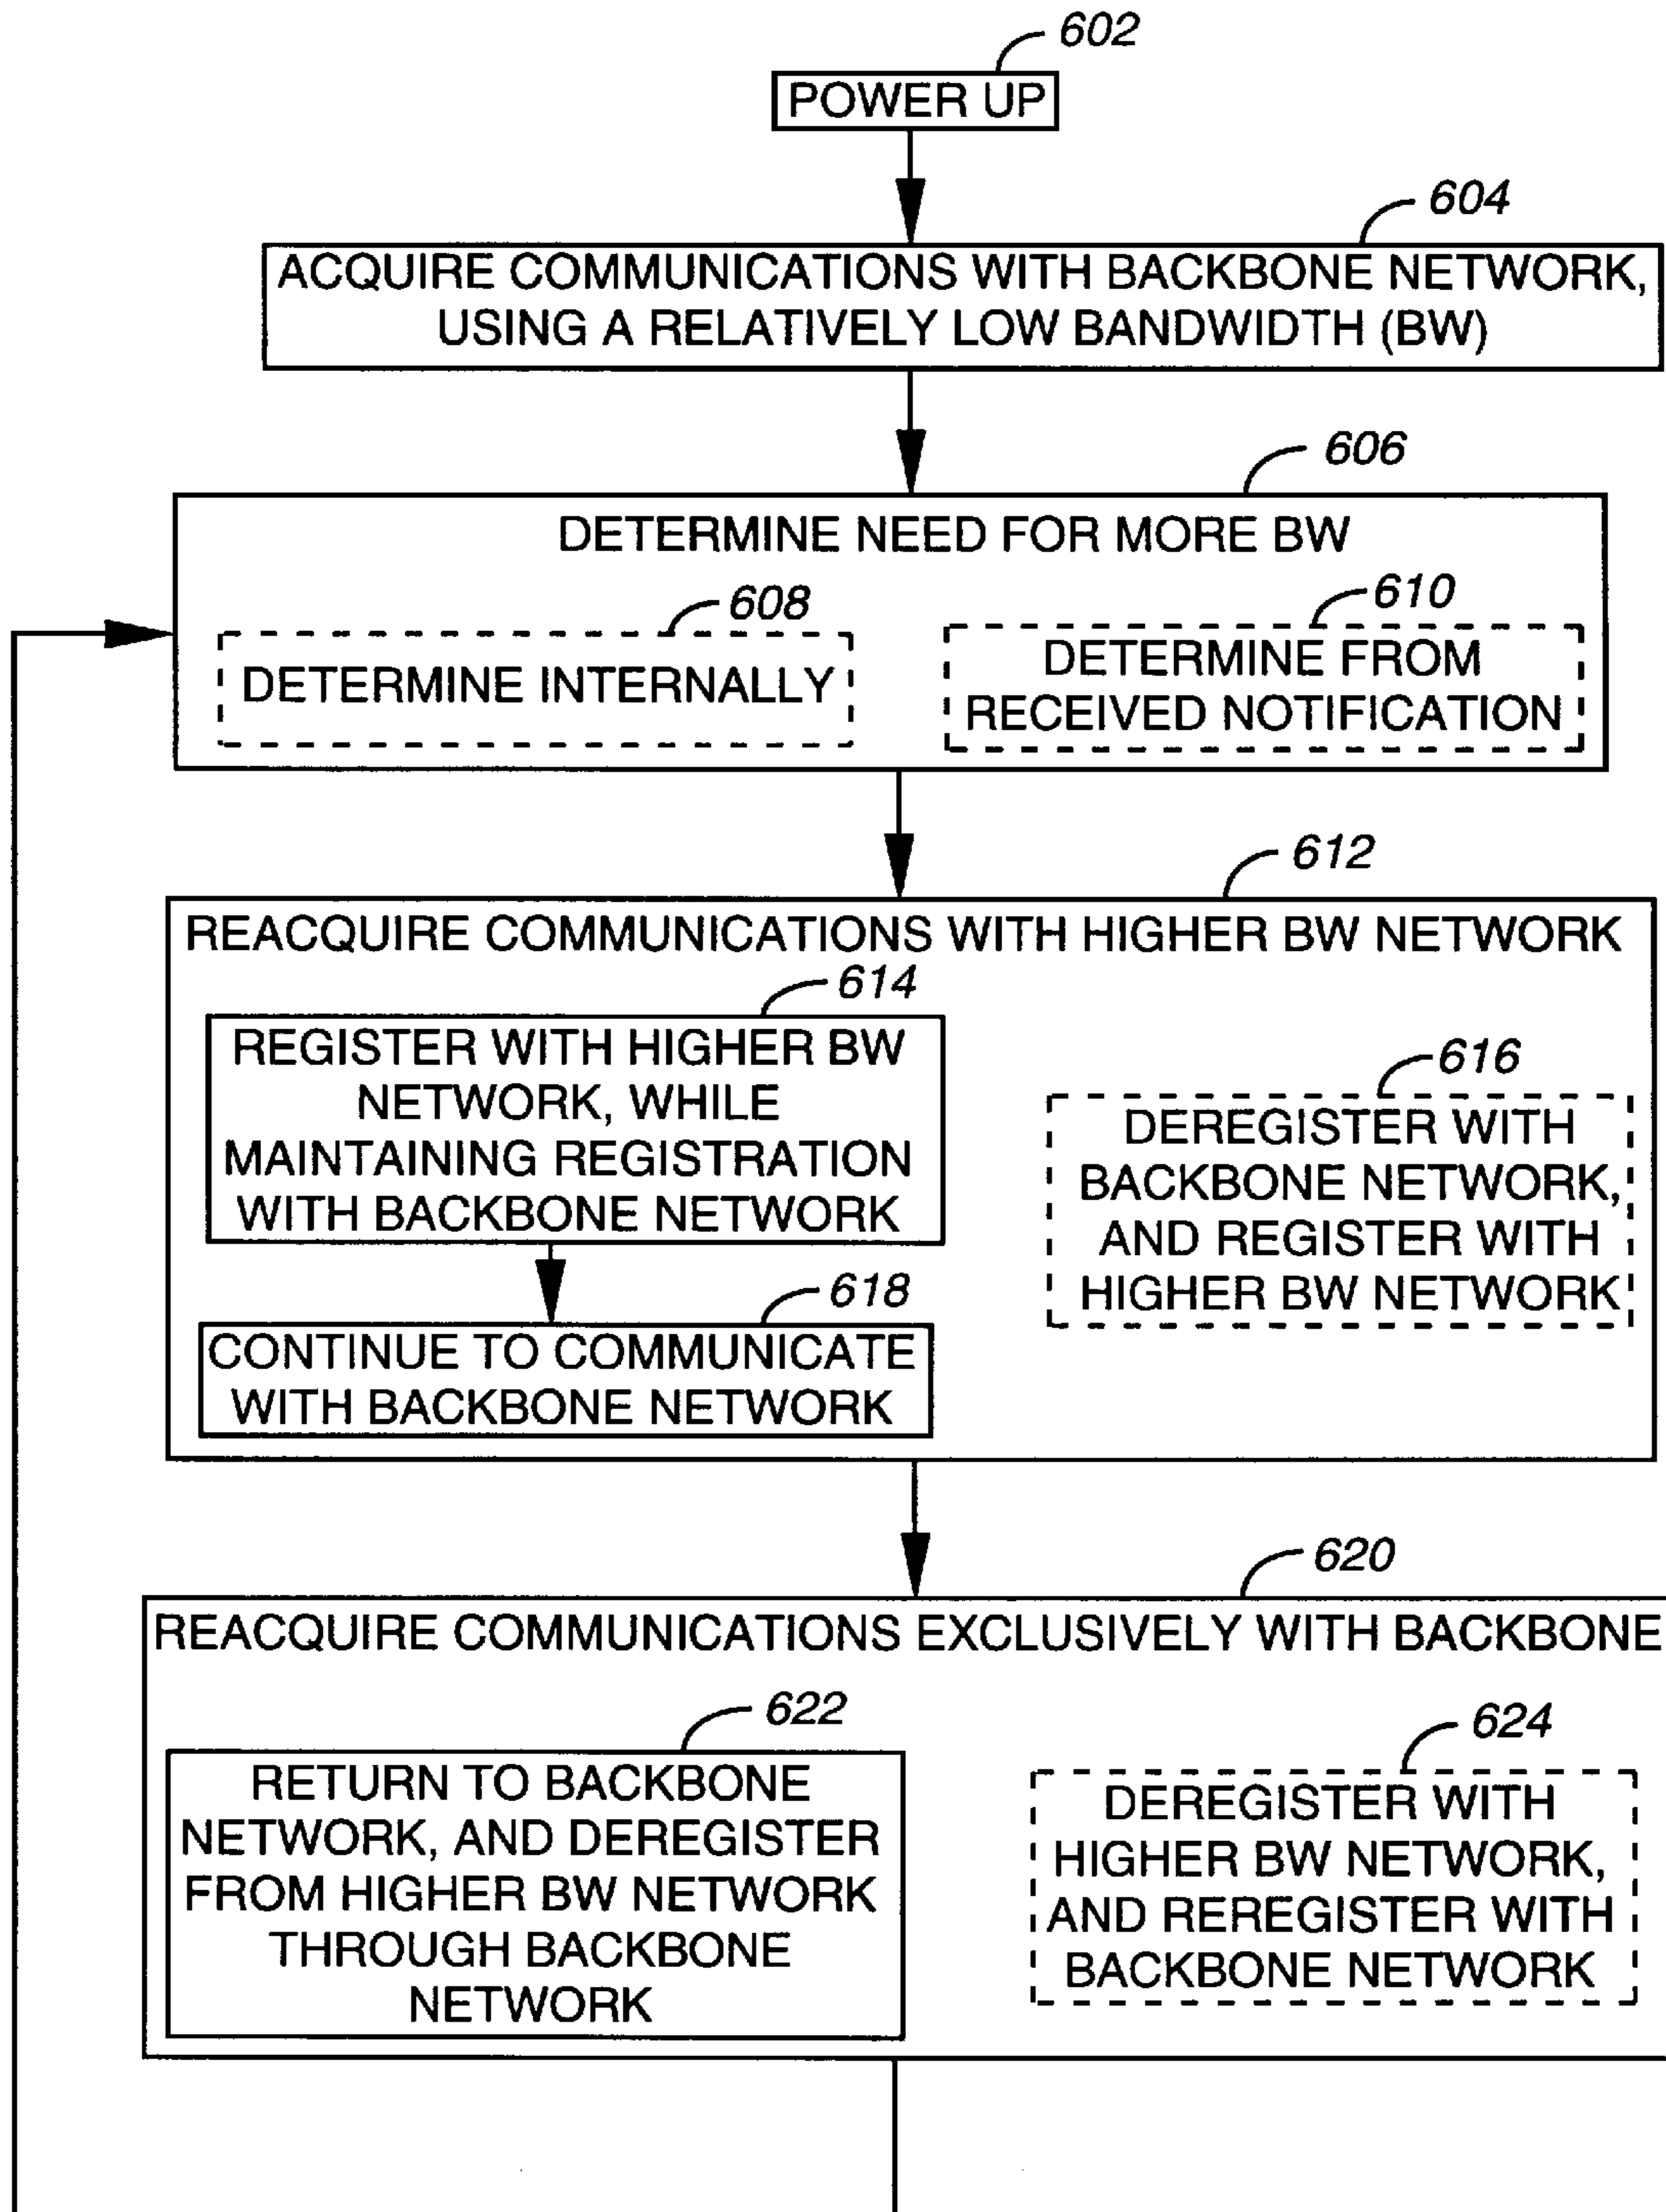 602
POWER UP
604
ACQUIRE COMMUNICATIONS WITH BACKBONE NETWORK,
USING A RELATIVELY LOW BANDWIDTH (BW)
606
DETERMINE NEED FOR MORE BW
608
DETERMINE INTERNALLY
610
DETERMINE FROM
RECEIVED NOTIFICATION
612
REACQUIRE COMMUNICATIONS WITH HIGHER BW NETWORK
614
REGISTER WITH HIGHER BW
NETWORK, WHILE
MAINTAINING REGISTRATION
WITH BACKBONE NETWORK
616
DEREGISTER WITH
BACKBONE NETWORK,
AND REGISTER WITH
HIGHER BW NETWORK
618
CONTINUE TO COMMUNICATE
WITH BACKBONE NETWORK
620
REACQUIRE COMMUNICATIONS EXCLUSIVELY WITH BACKBONE
622
RETURN TO BACKBONE
NETWORK, AND DEREGISTER
FROM HIGHER BW NETWORK
THROUGH BACKBONE
NETWORK
624
DEREGISTER WITH
HIGHER BW NETWORK,
AND REREGISTER WITH
BACKBONE NETWORK